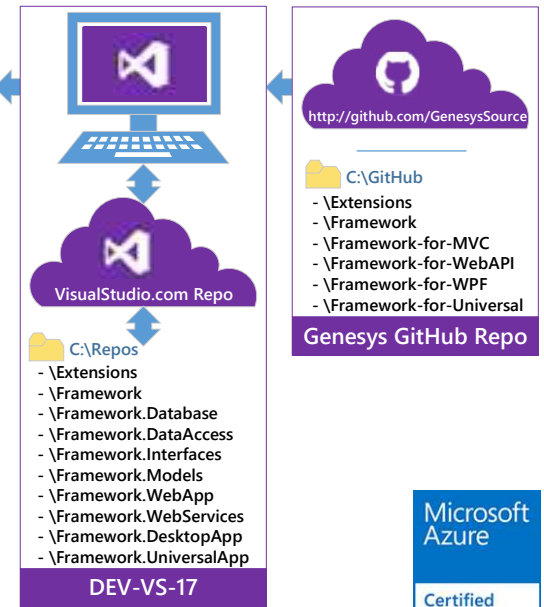 VisualStudio.com Repo
C:\Repos
- \Extensions
- \Framework
- \Framework.Database
- \Framework.DataAccess
- \Framework.Interfaces
- \Framework.Models
- \Framework.WebApp
- \Framework.WebServices
- \Framework.DesktopApp
- \Framework.UniversalApp
DEV-VS-17
http://github.com/GenesysSource
C:\GitHub
- \Extensions
- \Framework
- \Framework-for-MVC
- \Framework-for-WebAPI
- \Framework-for-WPF
- \Framework-for-Universal
Genesys GitHub Repo
Microsoft
Azure
Certified